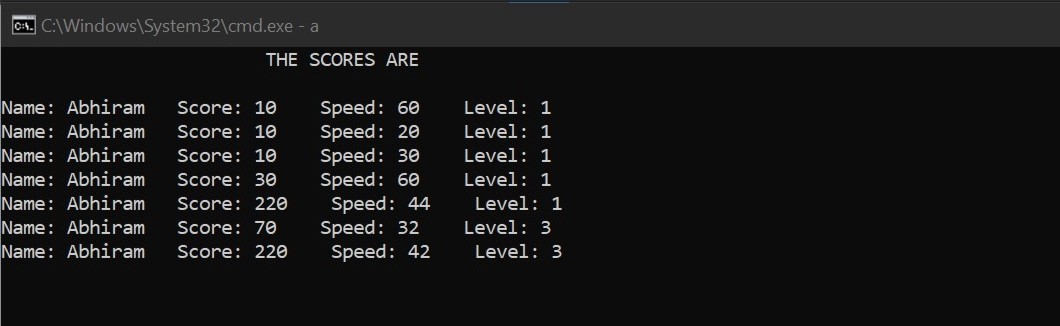 C:\Windows\System32\cmd.exe - a
THE SCORES ARE
Name: Abhiram   Score: 10    Speed: 60    Level: 1
Name: Abhiram   Score: 10    Speed: 20    Level: 1
Name: Abhiram   Score: 10    Speed: 30    Level: 1
Name: Abhiram   Score: 30    Speed: 60    Level: 1
Name: Abhiram   Score: 220    Speed: 44    Level: 1
Name: Abhiram   Score: 70    Speed: 32    Level: 3
Name: Abhiram   Score: 220    Speed: 42    Level: 3